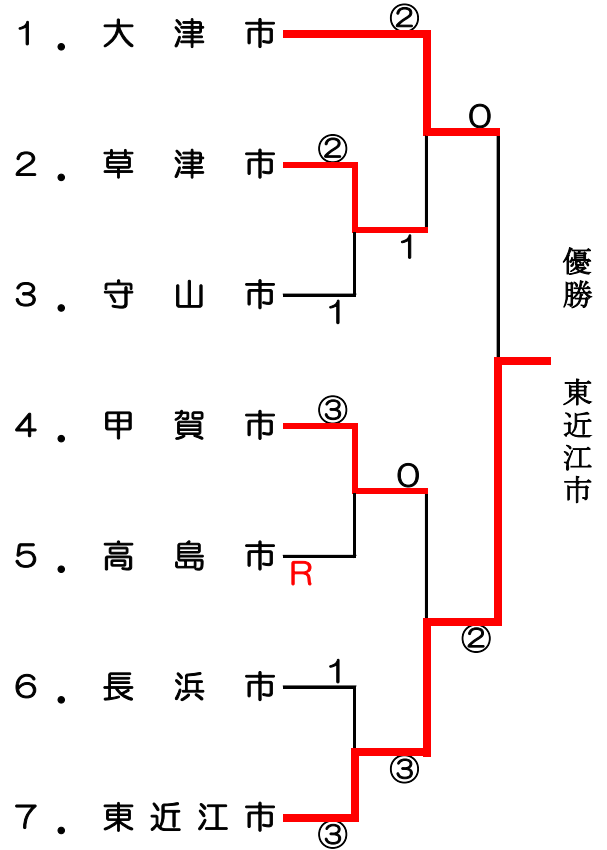 ②
1. 大津市
0
2. 草津市 ②
1
3. 守山市 1
優勝 東近江市
4. 甲賀市 ③
0
5. 高島市 R
②
6. 長浜市 1
③
7. 東近江市 ③